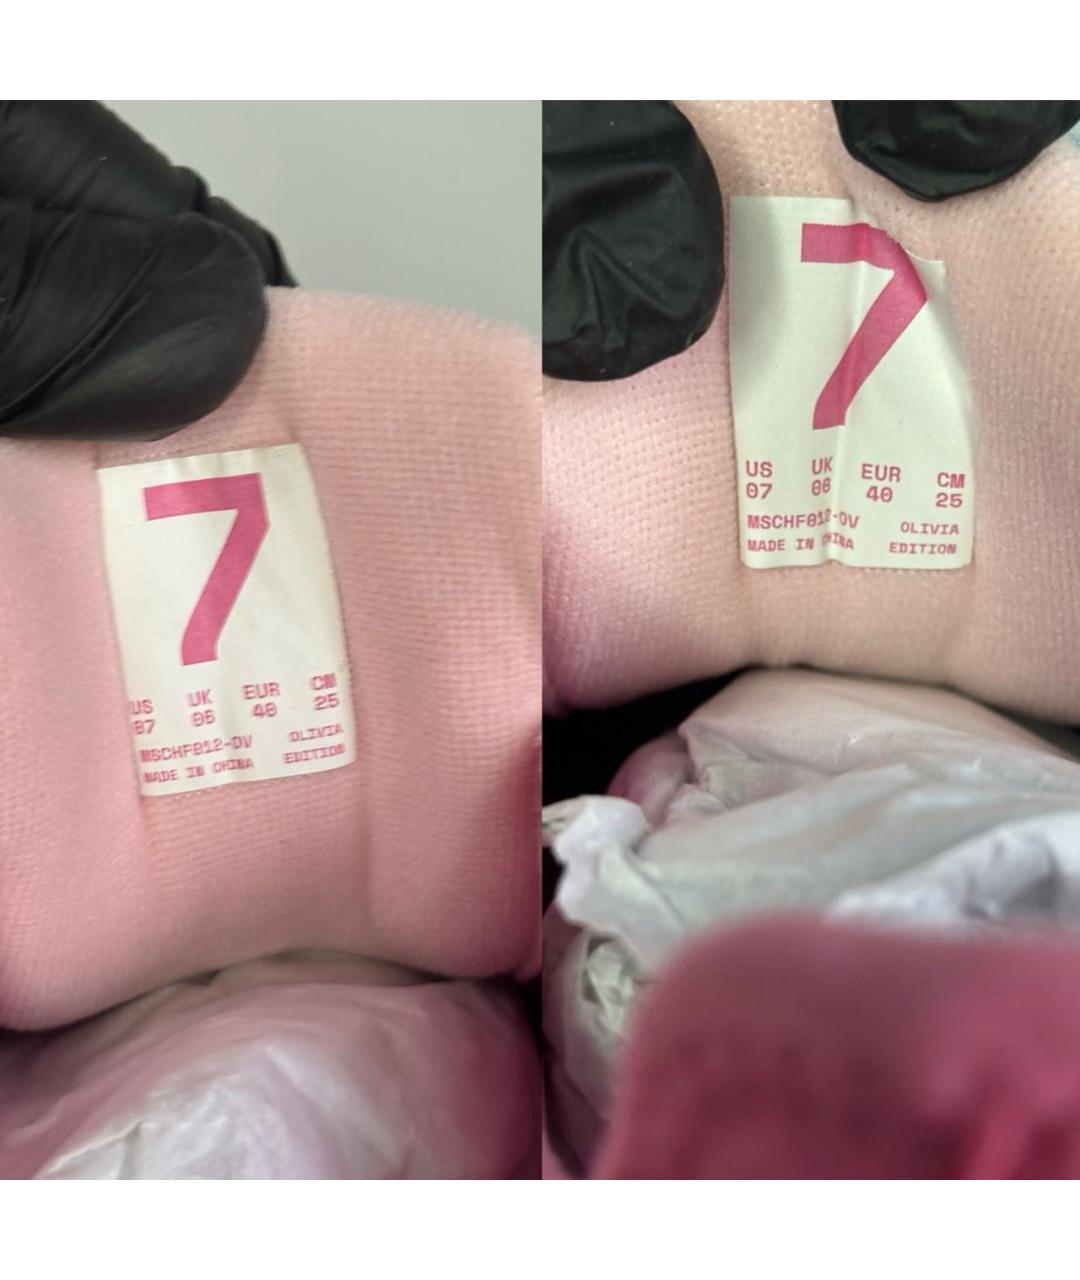 7
US UK EUR CM
07 06 40 25
MSCHF012-OV OLIVIA
MADE IN CHINA EDITION
7
US UK EUR CM
07 06 40 25
MSCHF012-OV OLIVIA
MADE IN CHINA EDITION